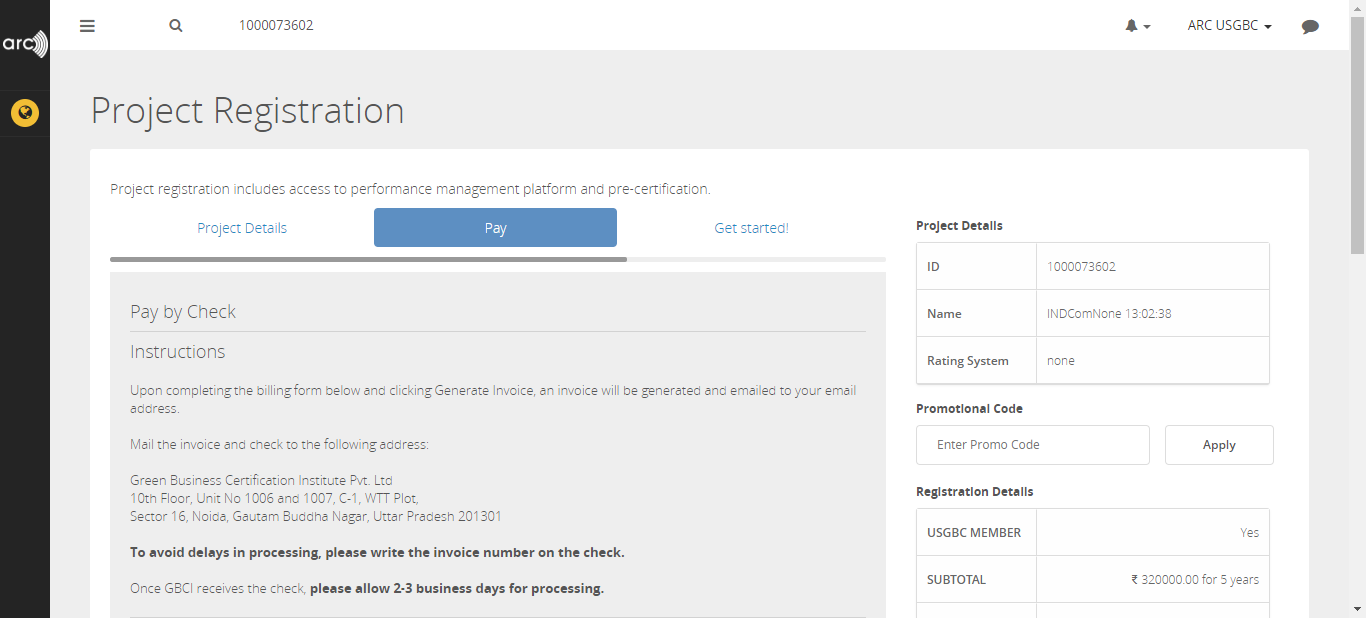 arc
1000073602
ARC USGBC
Project Registration
Project registration includes access to performance management platform and pre-certification.
Project Details
Pay
Get started!
Pay by Check
Instructions
Upon completing the billing form below and clicking Generate Invoice, an invoice will be generated and emailed to your email
address.
Mail the invoice and check to the following address:
Green Business Certification Institute Pvt. Ltd
10th Floor, Unit No 1006 and 1007, C-1, WTT Plot,
Sector 16, Noida, Gautam Buddha Nagar, Uttar Pradesh 201301
To avoid delays in processing, please write the invoice number on the check.
Once GBCI receives the check, please allow 2-3 business days for processing.
Project Details
ID 1000073602
Name INDComNone 13:02:38
Rating System none
Promotional Code
Enter Promo Code Apply
Registration Details
USGBC MEMBER Yes
SUBTOTAL ₹ 320000.00 for 5 years